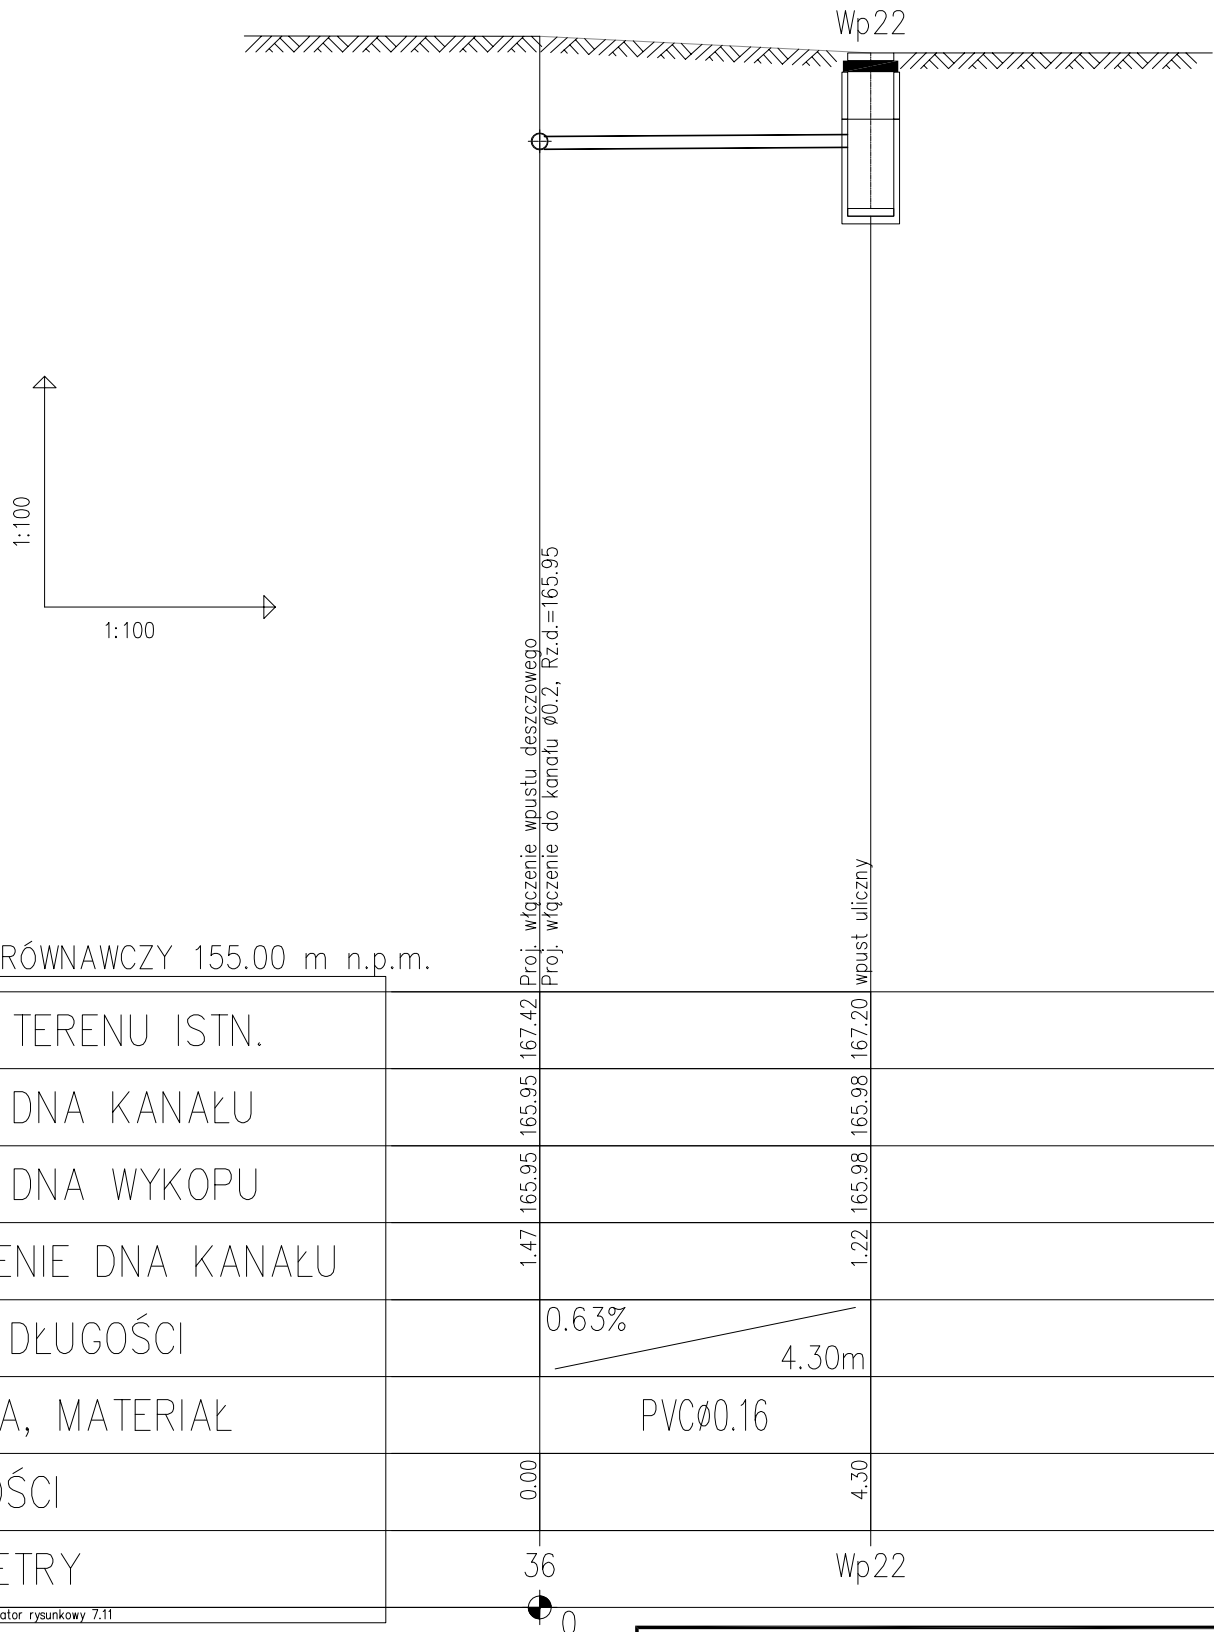 Wp22
1:100
1:100
Proj. włączenie wpustu deszczowego
Proj. włączenie do kanału ø0.2, Rz.d.=165.95
wpust uliczny
RÓWNAWCZY 155.00 m n.p.m.
TERENU ISTN. 167.42 167.20
DNA KANAŁU 165.95 165.98
DNA WYKOPU 165.95 165.98
ENIE DNA KANAŁU 1.47 1.22
DŁUGOŚCI 0.63% 4.30m
A, MATERIAŁ PVCø0.16
OŚCI 0.00 4.30
ETRY 36 Wp22
ator rysunkowy 7.11
0